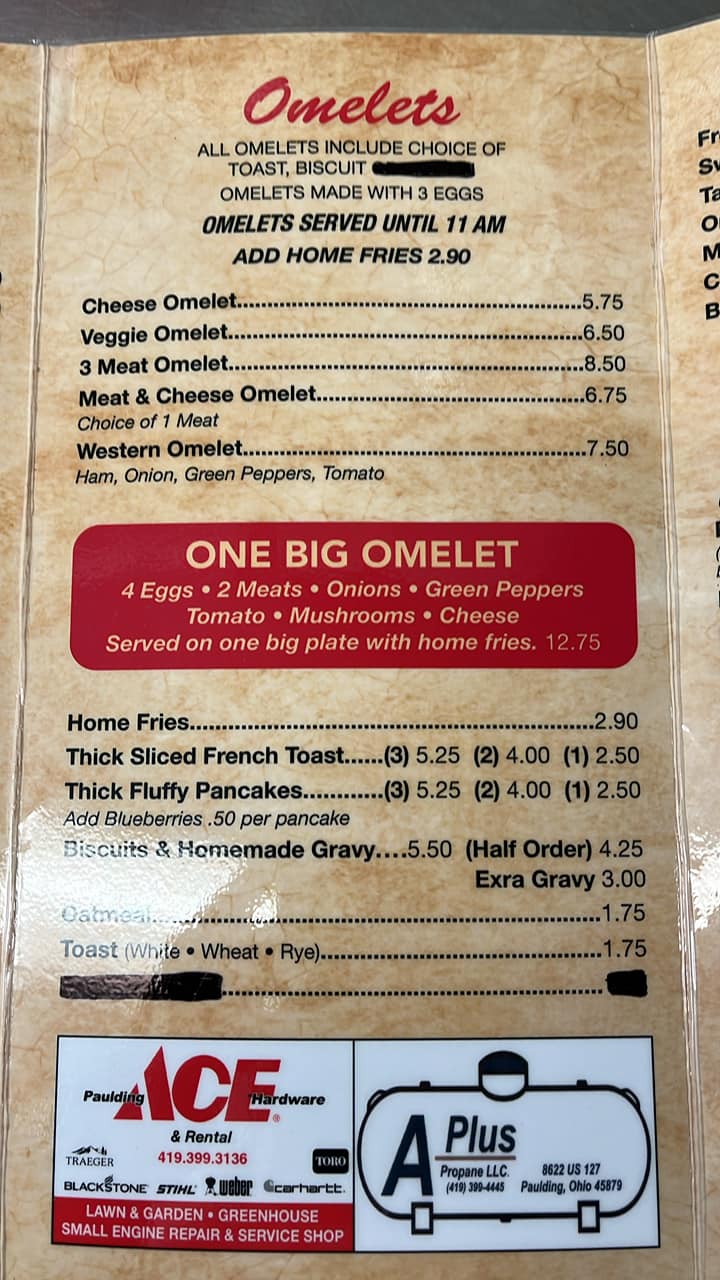 Omelets
ALL OMELETS INCLUDE CHOICE OF
TOAST, BISCUIT
OMELETS MADE WITH 3 EGGS
OMELETS SERVED UNTIL 11 AM
ADD HOME FRIES 2.90
Cheese Omelet..........5.75
Veggie Omelet..........6.50
3 Meat Omelet..........8.50
Meat & Cheese Omelet..........6.75
Choice of 1 Meat
Western Omelet..........7.50
Ham, Onion, Green Peppers, Tomato
ONE BIG OMELET
4 Eggs • 2 Meats • Onions • Green Peppers
Tomato • Mushrooms • Cheese
Served on one big plate with home fries. 12.75
Home Fries..........2.90
Thick Sliced French Toast......(3) 5.25 (2) 4.00 (1) 2.50
Thick Fluffy Pancakes............(3) 5.25 (2) 4.00 (1) 2.50
Add Blueberries .50 per pancake
Biscuits & Homemade Gravy....5.50 (Half Order) 4.25
Exra Gravy 3.00
Oatmeal..........1.75
Toast (White • Wheat • Rye)..........1.75
Paulding ACE Hardware
& Rental
419.399.3136
TRAEGER TORO
BLACKSTONE STIHL weber carhartt.
LAWN & GARDEN • GREENHOUSE
SMALL ENGINE REPAIR & SERVICE SHOP
A Plus
Propane LLC. 8622 US 127
(419) 399-4445 Paulding, Ohio 45879